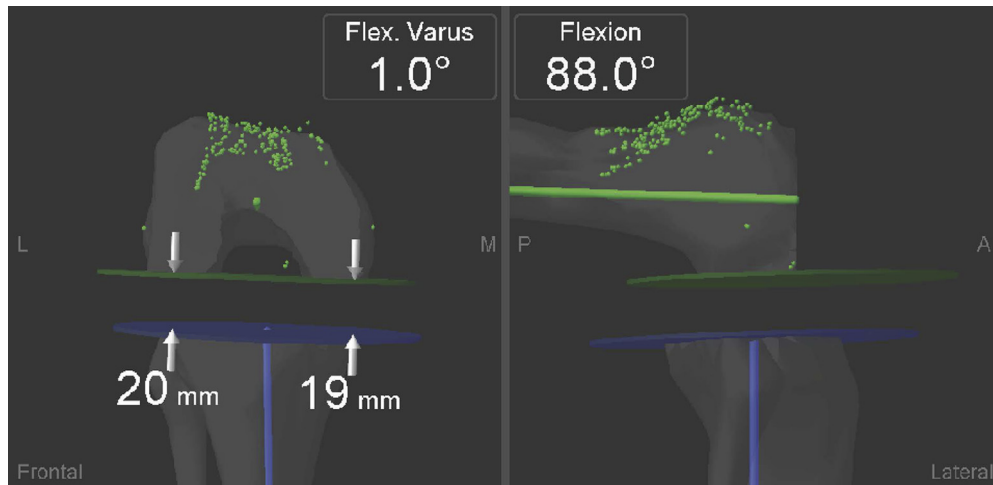 Flex. Varus
1.0°
Flexion
88.0°
L
M
P
A
20 mm
19 mm
Frontal
Lateral